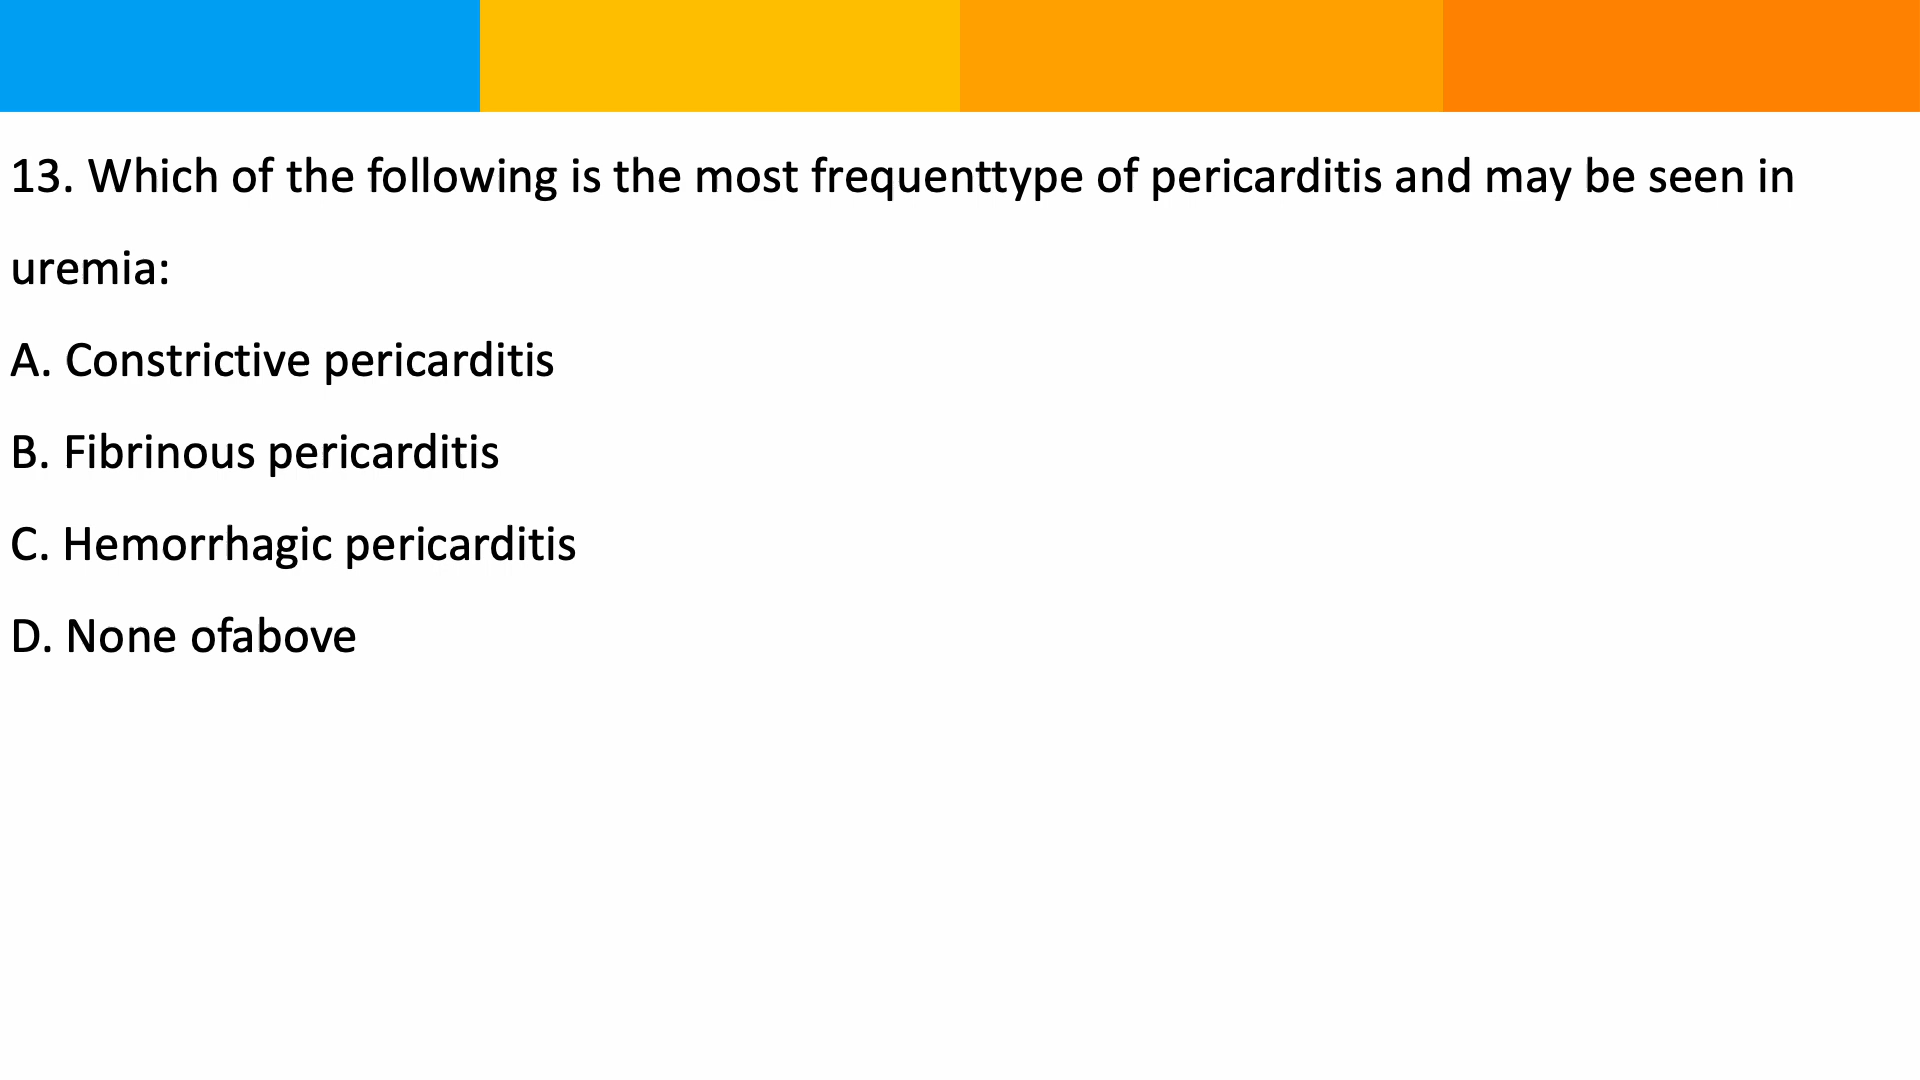 13. Which of the following is the most frequenttype of pericarditis and may be seen in
uremia:
A. Constrictive pericarditis
B. Fibrinous pericarditis
C. Hemorrhagic pericarditis
D. None ofabove